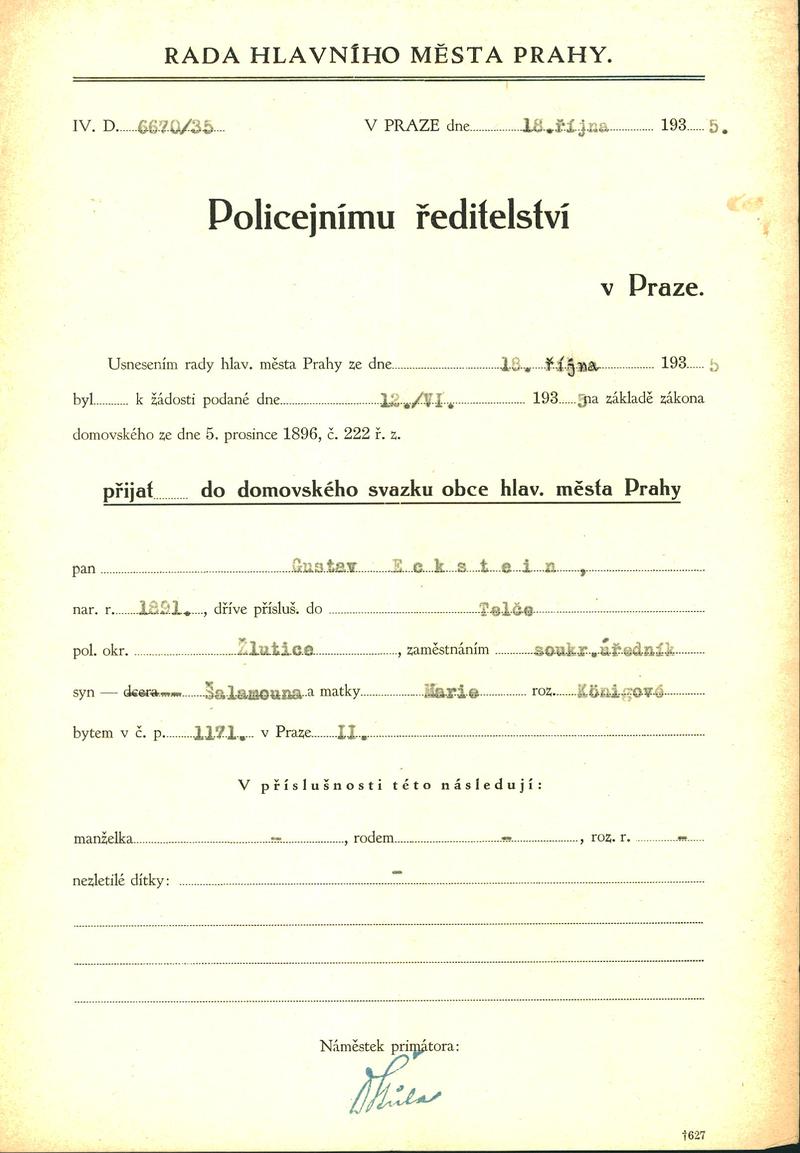 RADA HLAVNÍHO MĚSTA PRAHY.
IV. D. 6670/35 V PRAZE dne 18.října 193 5.
Policejnímu ředitelství
v Praze.
Usnesením rady hlav. města Prahy ze dne 18. října 193 5
byl k žádosti podané dne 12./VI. 193 5 na základě zákona
domovského ze dne 5. prosince 1896, č. 222 ř. z.
přijat do domovského svazku obce hlav. města Prahy
pan Gustav Eckstein,
nar. r. 1891., dříve přísluš. do Telče
pol. okr. Žlutice, zaměstnáním soukr.úředník
syn — dcera Šalamouna a matky Marie roz. Königové
bytem v č. p. 1171. v Praze II.
V příslušnosti této následují:
manželka -, rodem -, roz. r. -
nezletilé dítky: -
Náměstek primátora:
†627